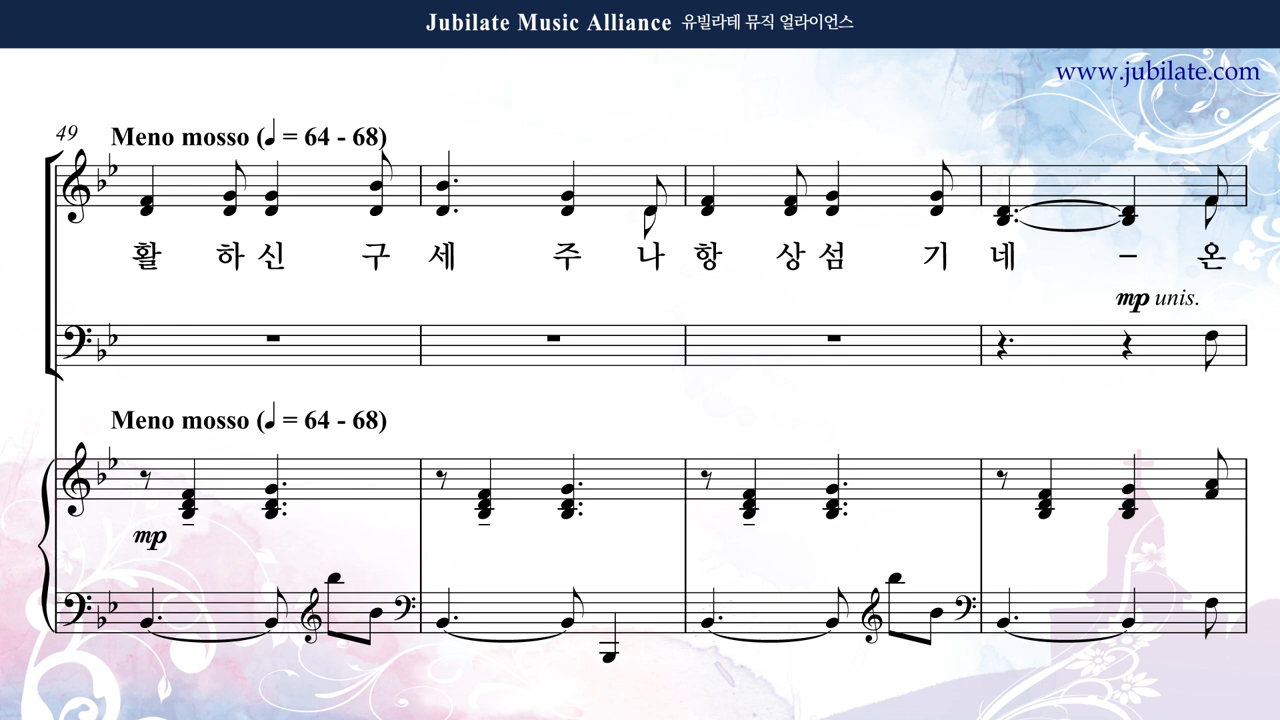 Jubilate Music Alliance 유빌라테 뮤직 얼라이언스
www.jubilate.com
49 Meno mosso (♩ = 64 - 68)
활 하 신 구 세 주 나 항 상 섬 기 네 – 온
mp unis.
Meno mosso (♩ = 64 - 68)
mp